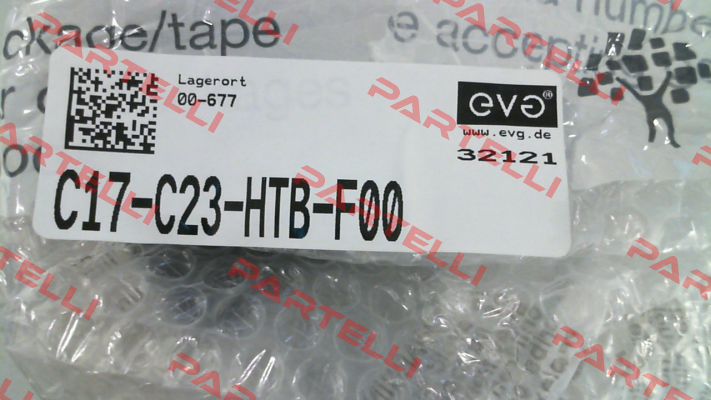 ckage/tape
e accepti
Lagerort
00-677
evg®
www.evg.de
32121
C17-C23-HTB-F00
PARTELLI
PARTELLI
PARTELLI
PARTELLI
PARTELLI
PARTELLI
PARTELLI